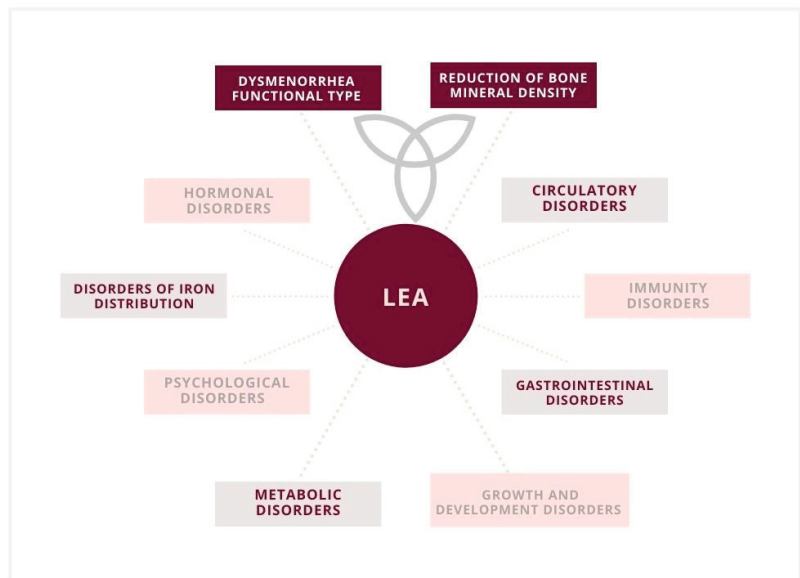 DYSMENORRHEA
FUNCTIONAL TYPE
REDUCTION OF BONE
MINERAL DENSITY
HORMONAL
DISORDERS
CIRCULATORY
DISORDERS
DISORDERS OF IRON
DISTRIBUTION
LEA
IMMUNITY
DISORDERS
PSYCHOLOGICAL
DISORDERS
GASTROINTESTINAL
DISORDERS
METABOLIC
DISORDERS
GROWTH AND
DEVELOPMENT DISORDERS